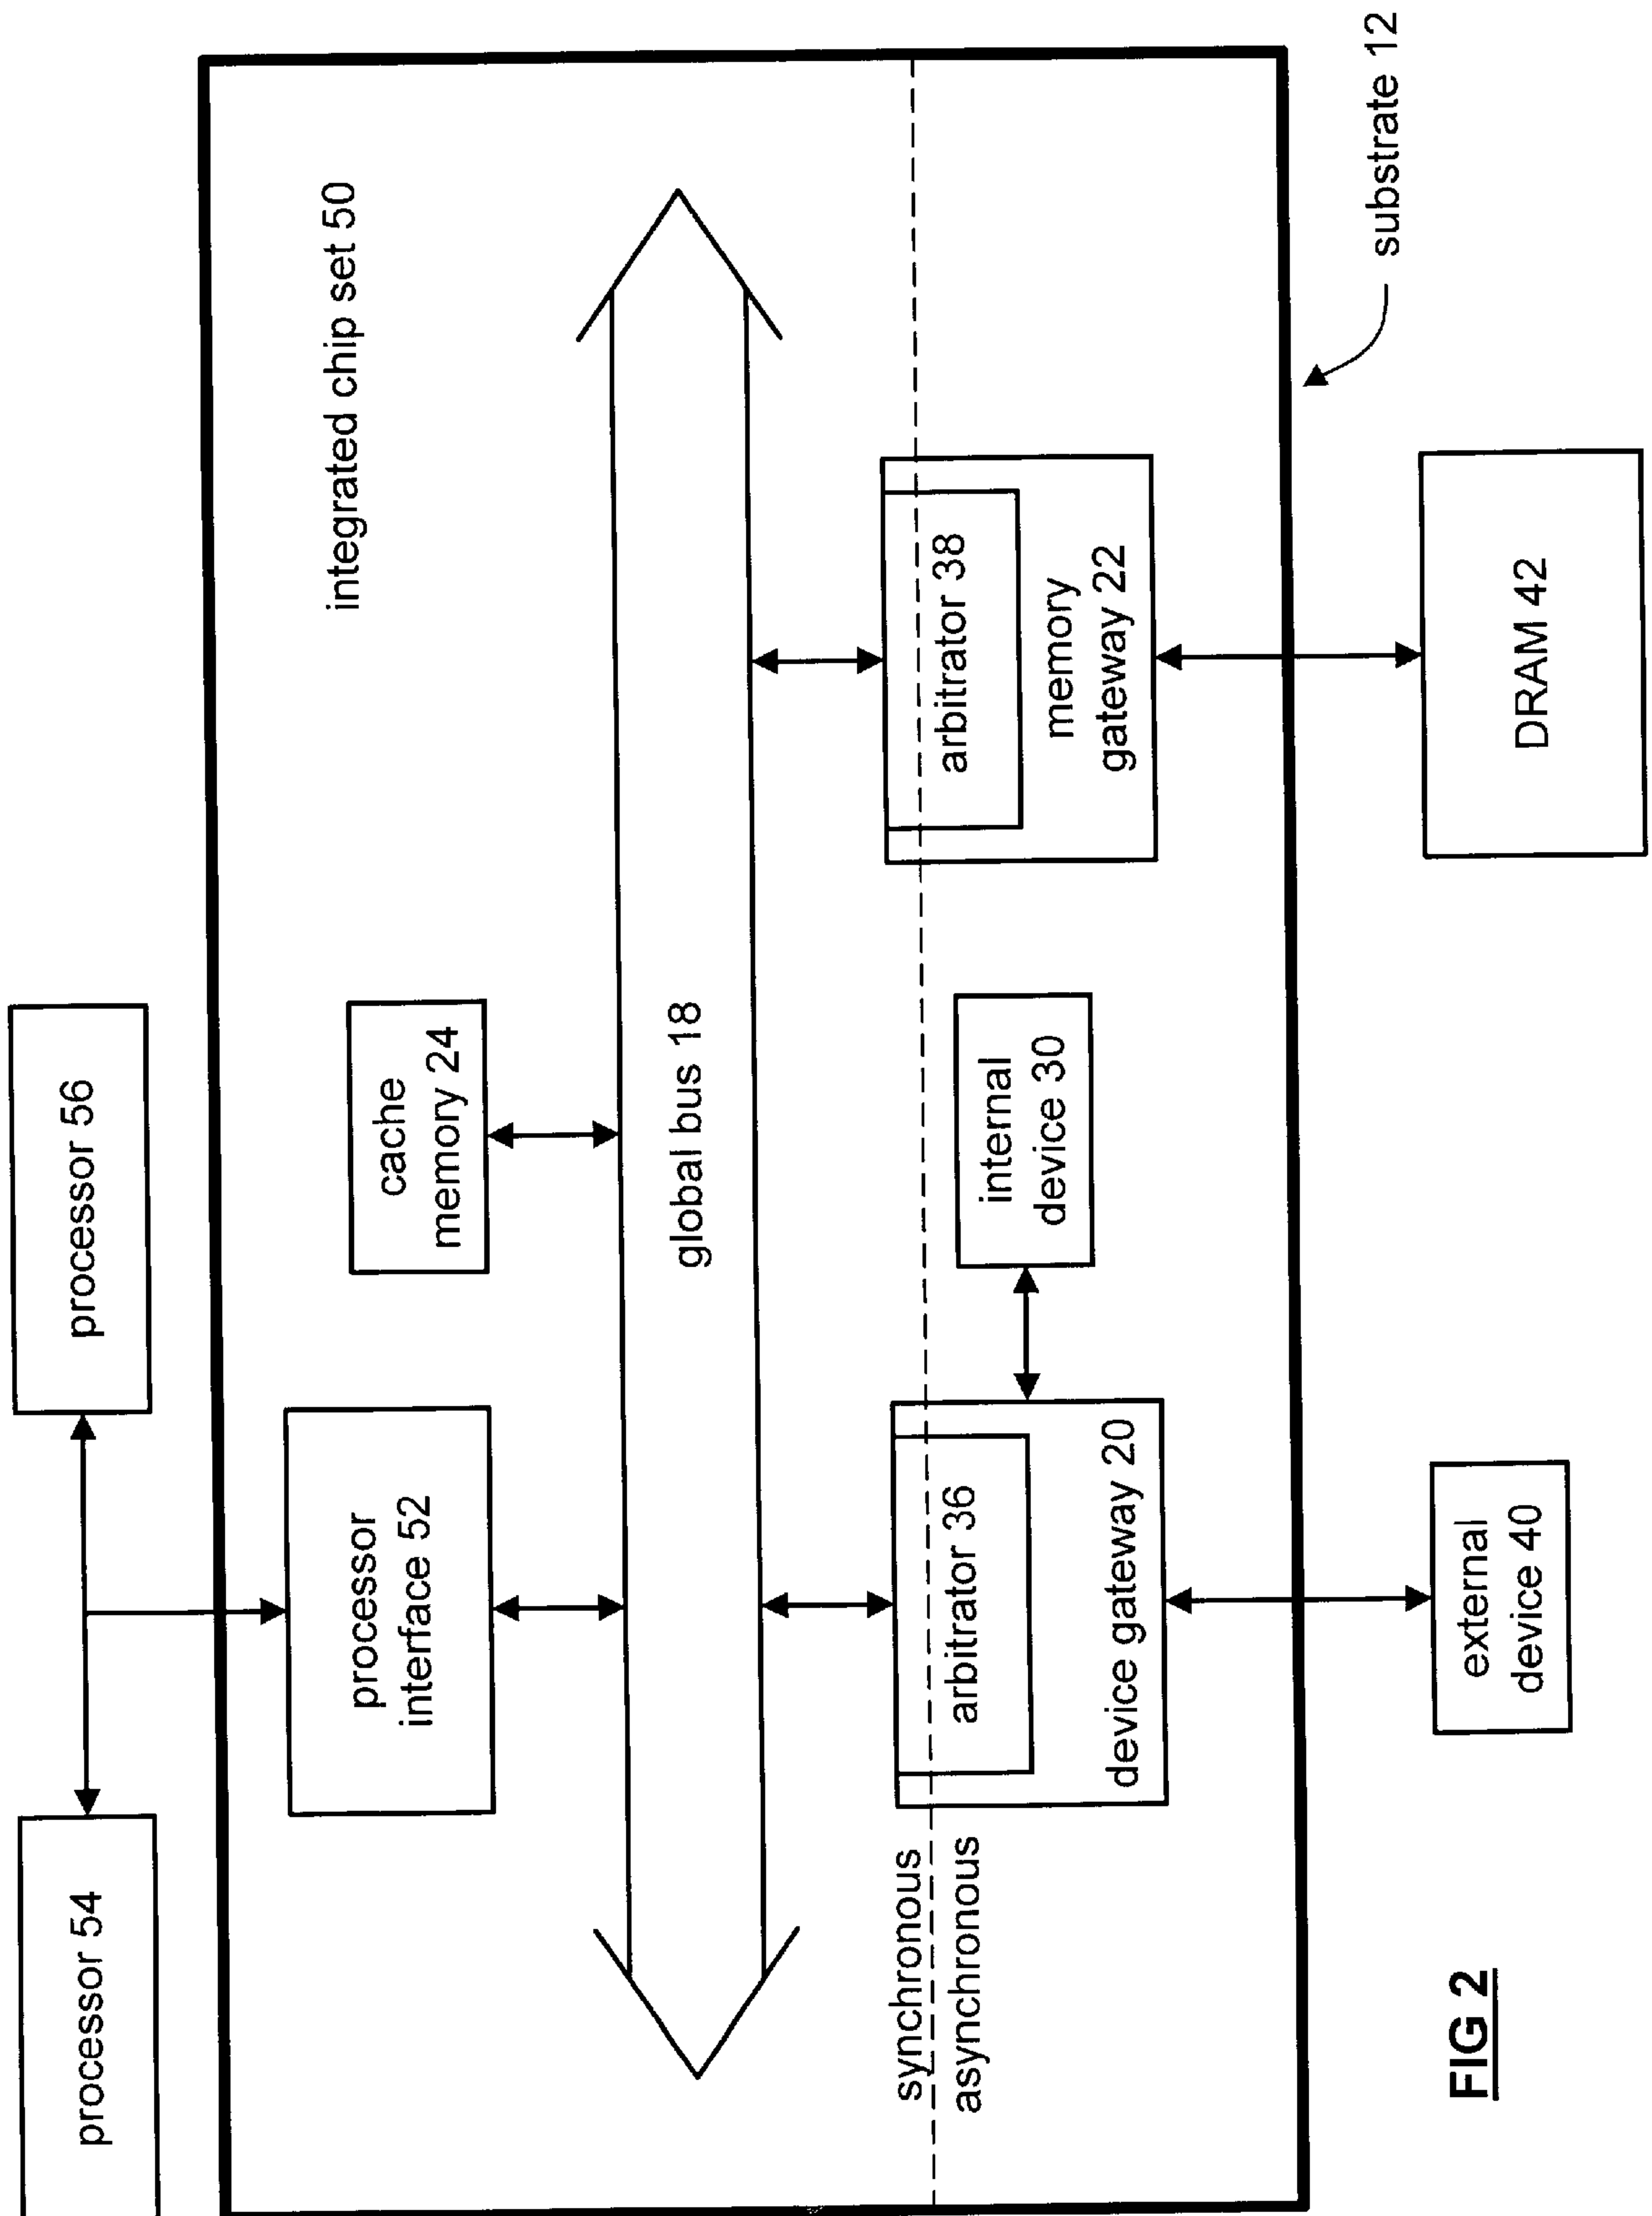 processor 54
processor 56
integrated chip set 50
processor
interface 52
cache
memory 24
global bus 18
synchronous
asynchronous
arbitrator 36
device gateway 20
internal
device 30
arbitrator 38
memory
gateway 22
substrate 12
external
device 40
DRAM 42
FIG 2